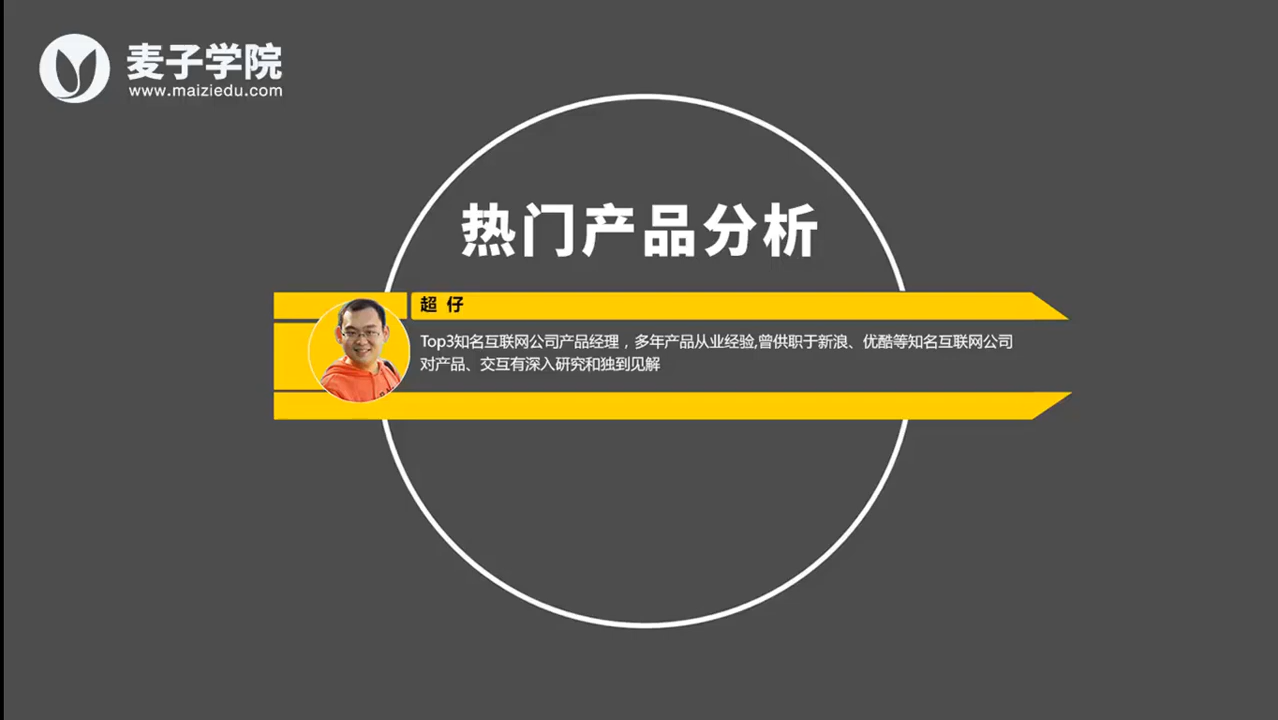 麦子学院
www.maiziedu.com
热门产品分析
超 仔
Top3知名互联网公司产品经理，多年产品从业经验,曾供职于新浪、优酷等知名互联网公司
对产品、交互有深入研究和独到见解